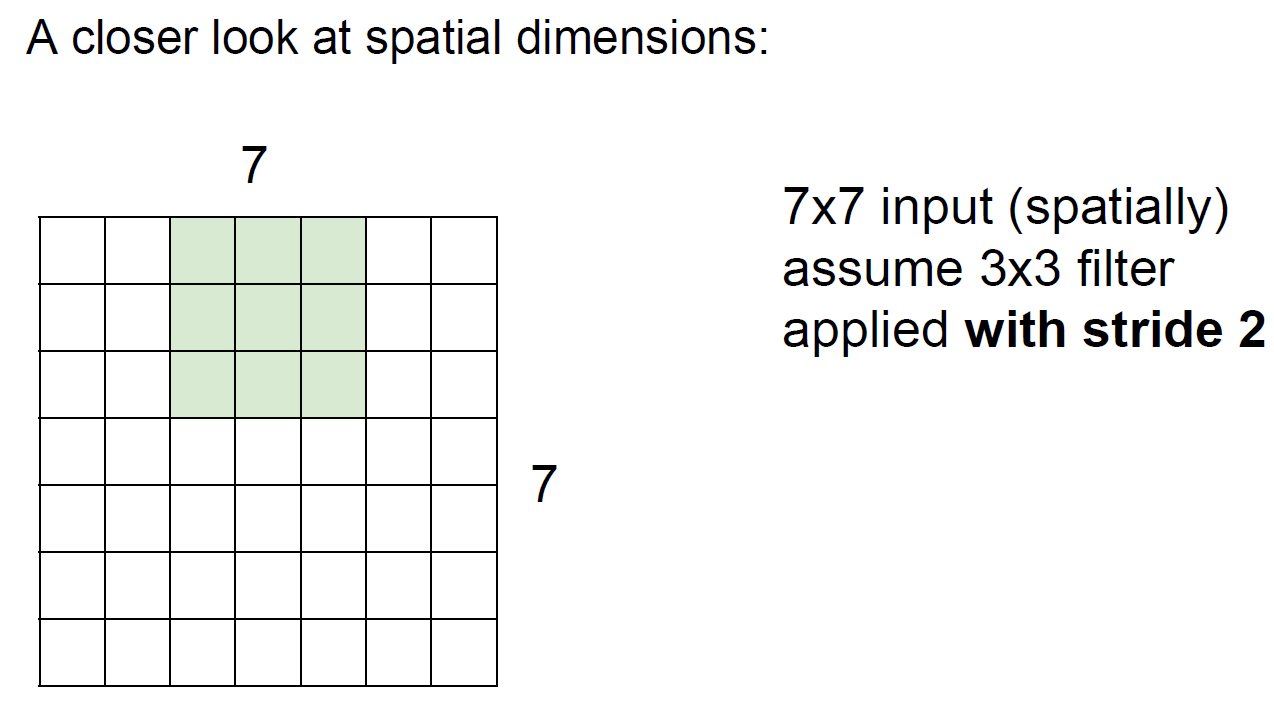 A closer look at spatial dimensions:
7
7x7 input (spatially)
assume 3x3 filter
applied with stride 2
7